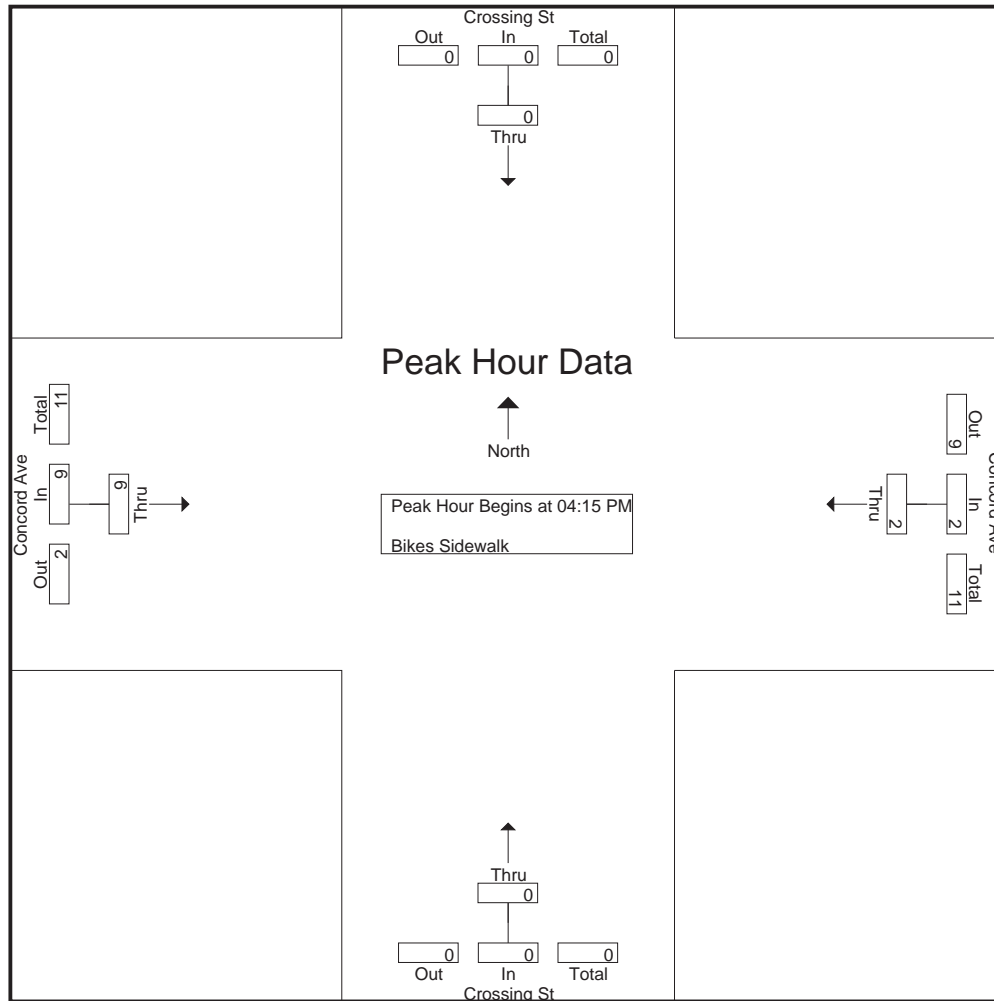 Crossing St
Out In Total
0 0 0
0
Thru
Peak Hour Data
North
Peak Hour Begins at 04:15 PM
Bikes Sidewalk
Concord Ave
Total In Out
11 9 2
9
Thru
Concord Ave
Out In Total
9 2 11
2
Thru
Thru
0
0 0 0
Out In Total
Crossing St